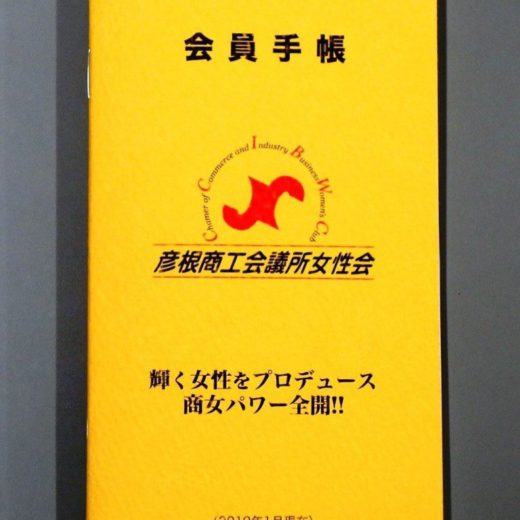 会員手帳
Chamer of Commerce and Industry Business Women's Club
彦根商工会議所女性会
輝く女性をプロデュース
商女パワー全開!!